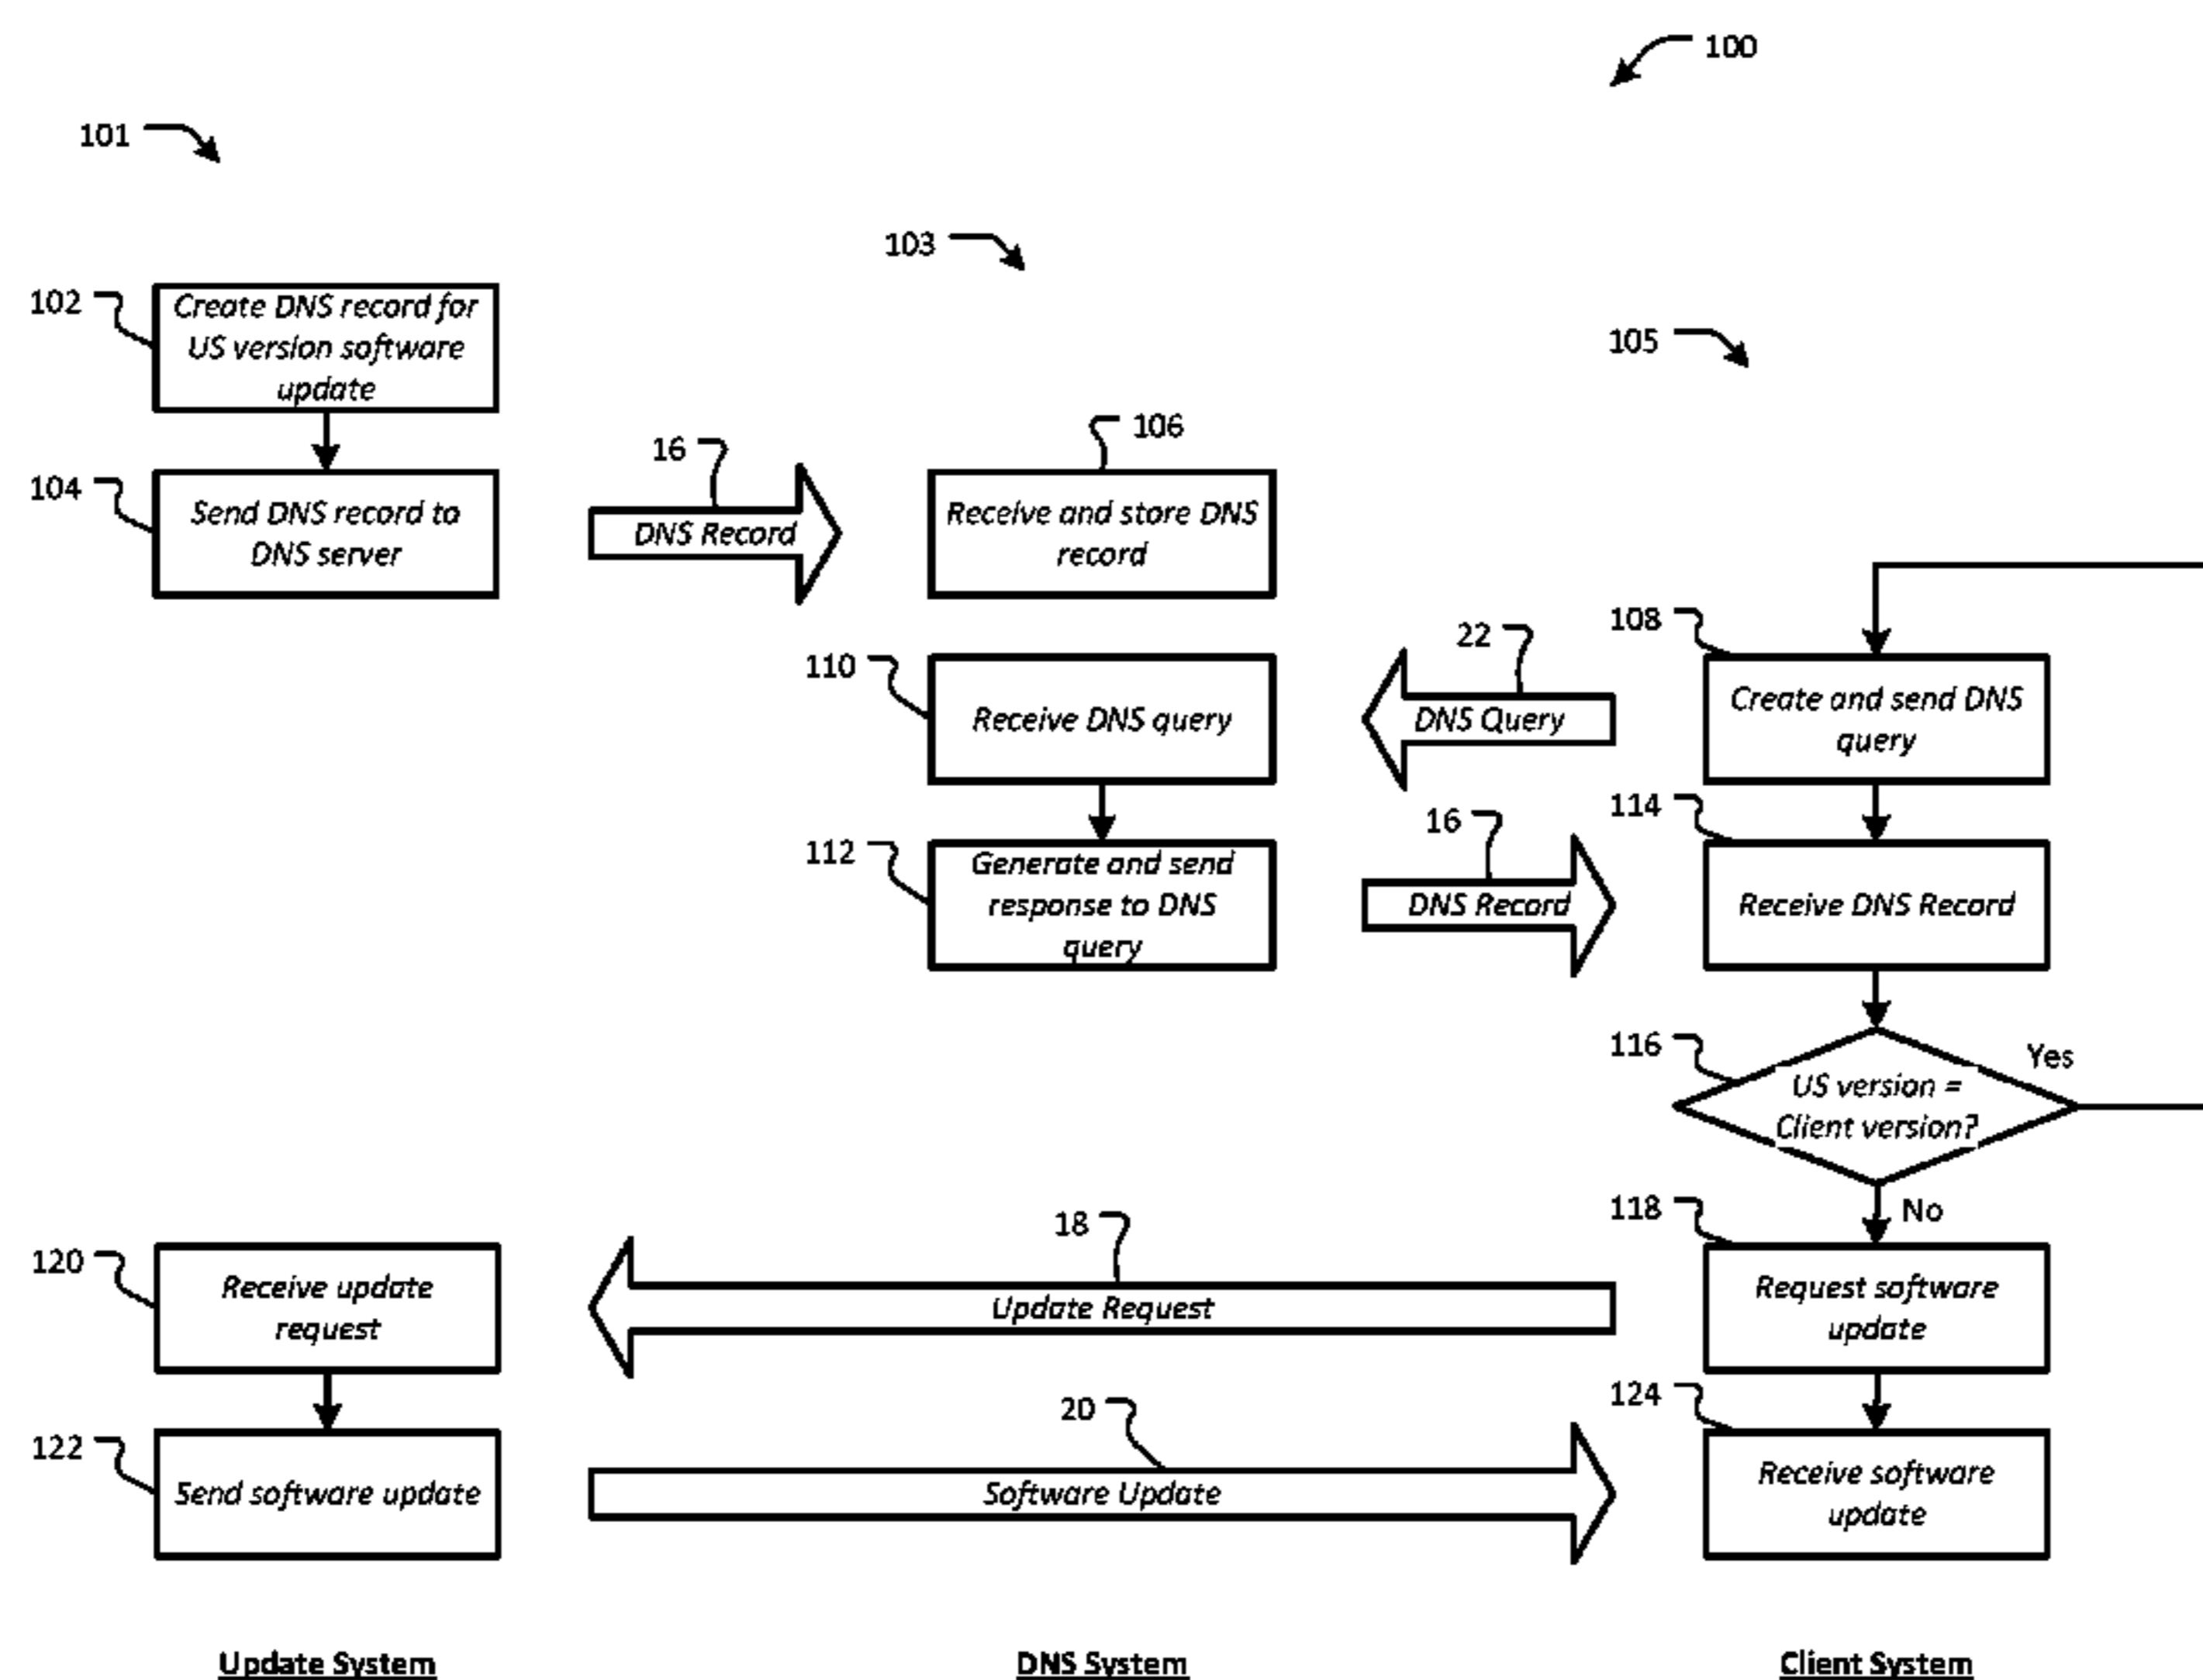 100
101
103
105
102
Create DNS record for
US version software
update
104
Send DNS record to
DNS server
16
DNS Record
106
Receive and store DNS
record
108
Create and send DNS
query
22
DNS Query
110
Receive DNS query
112
Generate and send
response to DNS
query
16
DNS Record
114
Receive DNS Record
116
US version =
Client version?
Yes
No
118
Request software
update
18
Update Request
120
Receive update
request
122
Send software update
20
Software Update
124
Receive software
update
Update System
DNS System
Client System